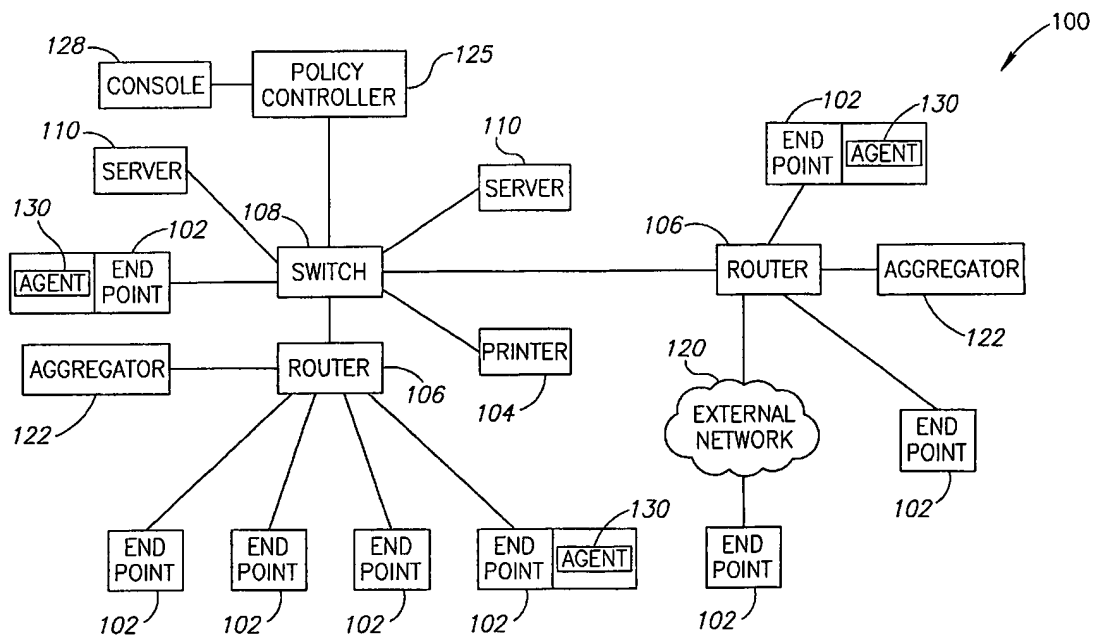 100
128
CONSOLE
POLICY
CONTROLLER
125
110
SERVER
110
SERVER
102
130
END
POINT
AGENT
130
AGENT
102
END
POINT
108
SWITCH
106
ROUTER
AGGREGATOR
122
AGGREGATOR
122
ROUTER
106
PRINTER
104
120
EXTERNAL
NETWORK
END
POINT
102
END
POINT
102
END
POINT
102
END
POINT
102
END
POINT
102
130
AGENT
END
POINT
102